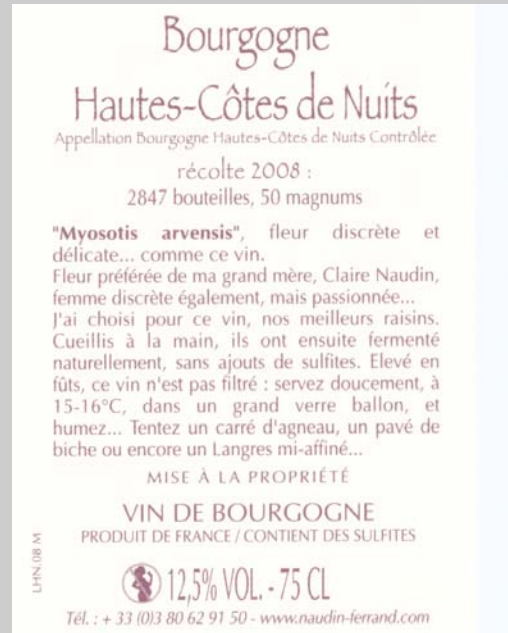 Bourgogne
Hautes-Côtes de Nuits
Appellation Bourgogne Hautes-Côtes de Nuits Contrôlée
récolte 2008 :
2847 bouteilles, 50 magnums
"Myosotis arvensis", fleur discrète et
délicate... comme ce vin.
Fleur préférée de ma grand mère, Claire Naudin,
femme discrète également, mais passionnée...
J'ai choisi pour ce vin, nos meilleurs raisins.
Cueillis à la main, ils ont ensuite fermenté
naturellement, sans ajouts de sulfites. Elevé en
fûts, ce vin n'est pas filtré : servez doucement, à
15-16°C, dans un grand verre ballon, et
humez... Tentez un carré d'agneau, un pavé de
biche ou encore un Langres mi-affiné...
MISE À LA PROPRIÉTÉ
VIN DE BOURGOGNE
PRODUIT DE FRANCE / CONTIENT DES SULFITES
LHN.08 M
12,5% VOL. - 75 CL
Tél. : + 33 (0)3 80 62 91 50 - www.naudin-ferrand.com